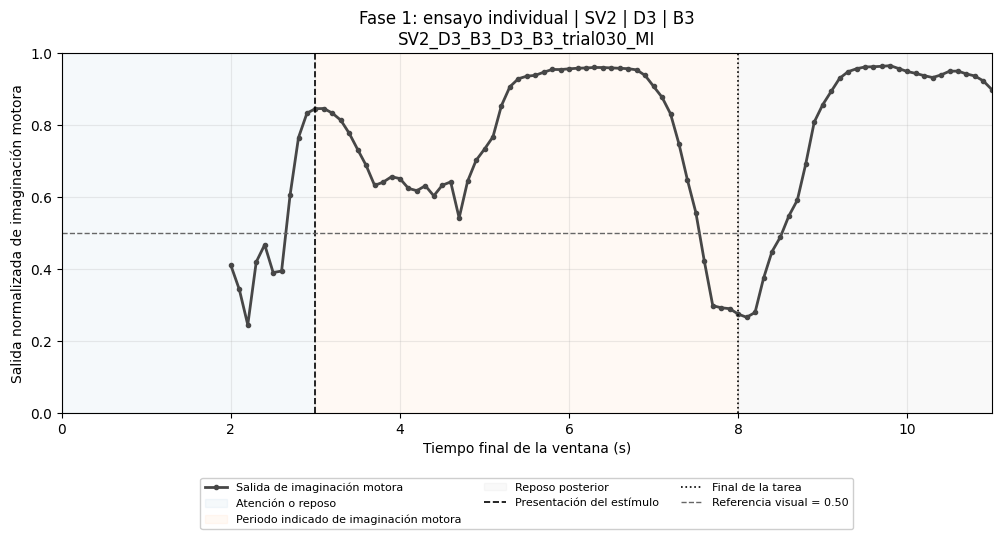 Fase 1: ensayo individual | SV2 | D3 | B3
SV2_D3_B3_D3_B3_trial030_MI
Salida normalizada de imaginación motora
1.0
0.8
0.6
0.4
0.2
0.0
0 2 4 6 8 10
Tiempo final de la ventana (s)
Salida de imaginación motora
Atención o reposo
Periodo indicado de imaginación motora
Reposo posterior
Presentación del estímulo
Final de la tarea
Referencia visual = 0.50